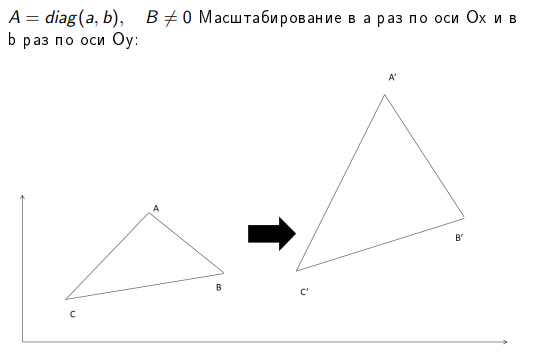 A = diag(a, b), B ≠ 0 Масштабирование в a раз по оси Ox и в
b раз по оси Oy:
A'
A
B'
B
C'
C